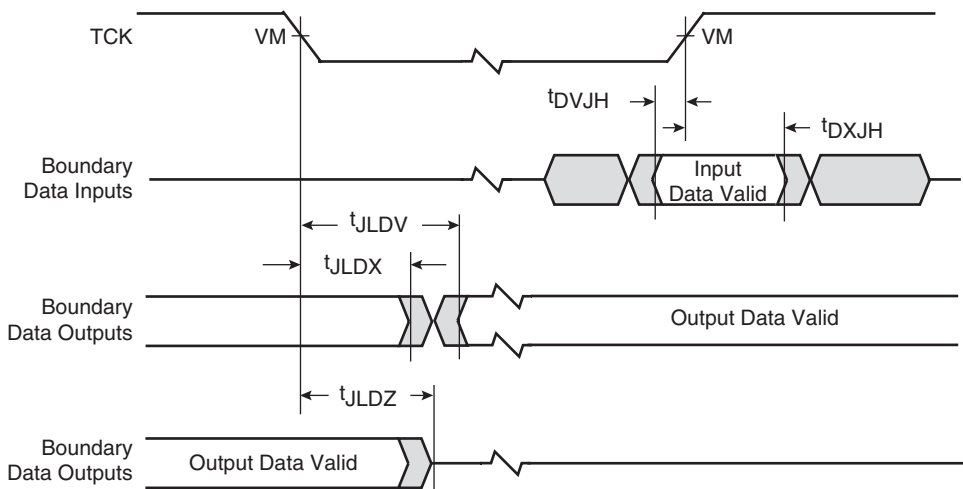 TCK
VM
VM
tDVJH
tDXJH
Boundary
Data Inputs
Input
Data Valid
tJLDV
tJLDX
Boundary
Data Outputs
Output Data Valid
tJLDZ
Boundary
Data Outputs
Output Data Valid